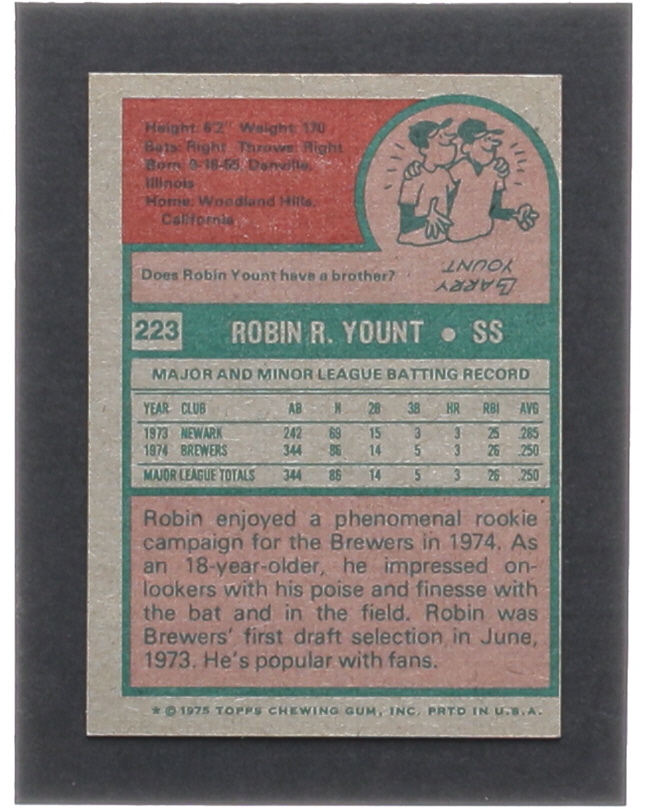 Height: 6'2" Weight: 170
Bats: Right Throws: Right
Born: 9-16-55, Danville,
Illinois
Home: Woodland Hills,
California
Does Robin Yount have a brother?
LARRY
YOUNT
223 ROBIN R. YOUNT ● SS
MAJOR AND MINOR LEAGUE BATTING RECORD
YEAR CLUB AB H 2B 3B HR RBI AVG
1973 NEWARK 242 69 15 3 3 25 .285
1974 BREWERS 344 86 14 5 3 26 .250
MAJOR LEAGUE TOTALS 344 86 14 5 3 26 .250
Robin enjoyed a phenomenal rookie
campaign for the Brewers in 1974. As
an 18-year-older, he impressed on-
lookers with his poise and finesse with
the bat and in the field. Robin was
Brewers' first draft selection in June,
1973. He's popular with fans.
* © 1975 TOPPS CHEWING GUM, INC. PRTD IN U.S.A.